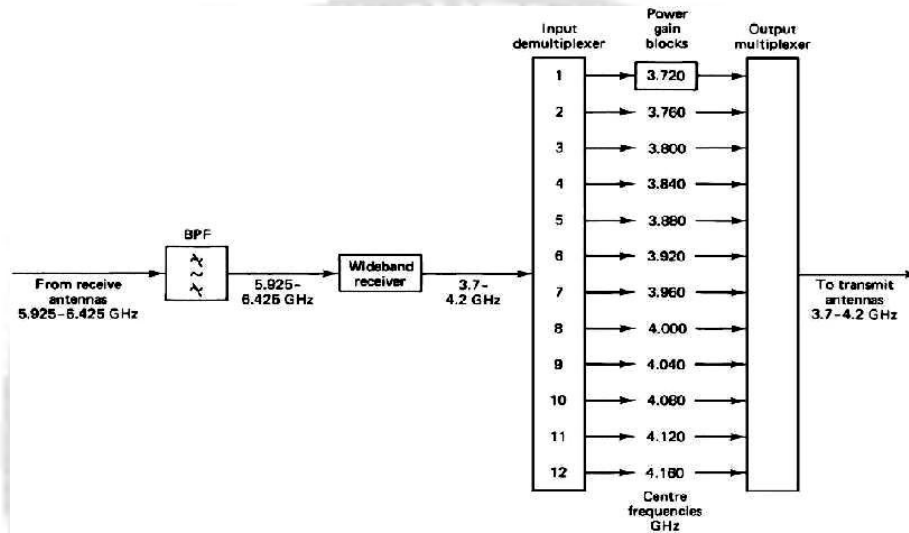 Input
demultiplexer
Power
gain
blocks
Output
multiplexer
1
3.720
2
3.760
3
3.800
4
3.840
5
3.880
6
3.920
7
3.960
8
4.000
9
4.040
10
4.080
11
4.120
12
4.160
Centre
frequencies
GHz
BPF
From receive
antennas
5.925–6.425 GHz
5.925–
6.425 GHz
Wideband
receiver
3.7–
4.2 GHz
To transmit
antennas
3.7–4.2 GHz